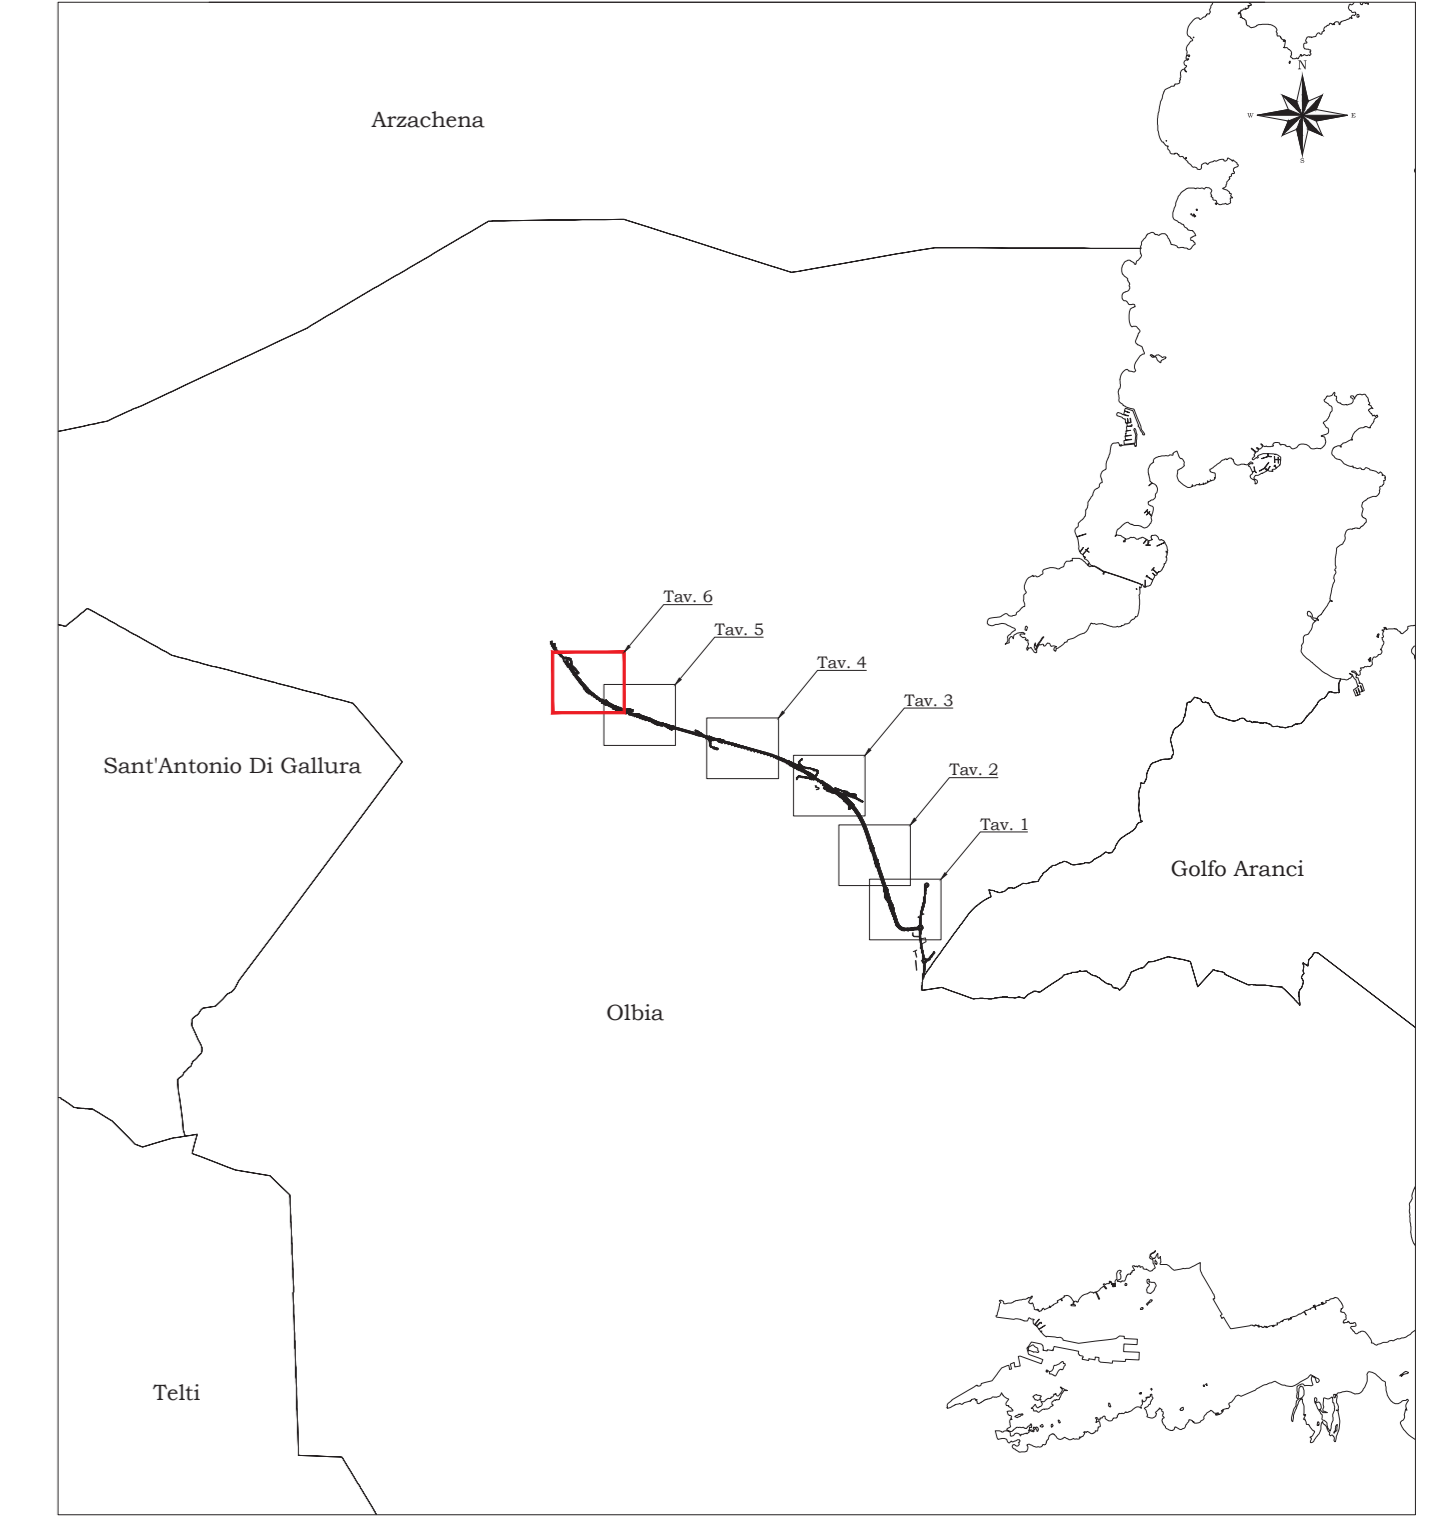 N
Arzachena
W
E
S
Tav. 6
Tav. 5
Tav. 4
Tav. 3
Sant'Antonio Di Gallura
Tav. 2
Tav. 1
Golfo Aranci
Olbia
Telti